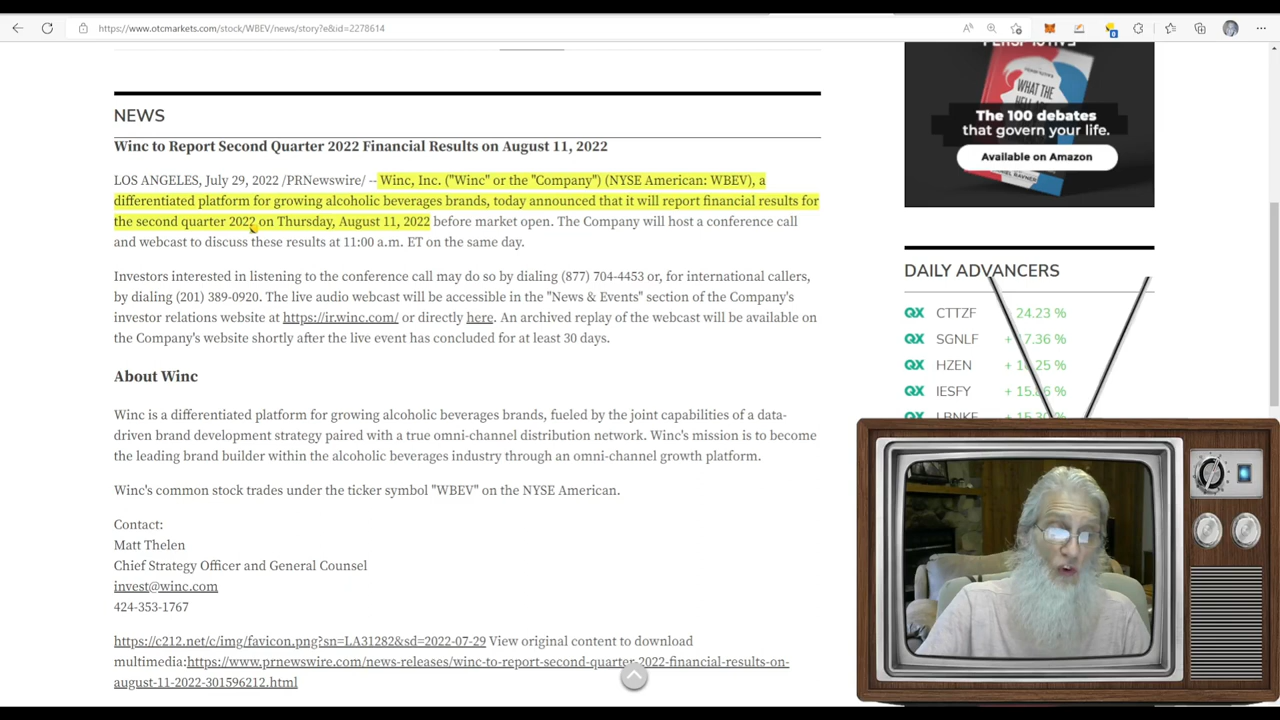 https://www.otcmarkets.com/stock/WBEV/news/story?e&id=2278614
NEWS
Winc to Report Second Quarter 2022 Financial Results on August 11, 2022
LOS ANGELES, July 29, 2022 /PRNewswire/ -- Winc, Inc. ("Winc" or the "Company") (NYSE American: WBEV), a
differentiated platform for growing alcoholic beverages brands, today announced that it will report financial results for
the second quarter 2022 on Thursday, August 11, 2022 before market open. The Company will host a conference call
and webcast to discuss these results at 11:00 a.m. ET on the same day.
Investors interested in listening to the conference call may do so by dialing (877) 704-4453 or, for international callers,
by dialing (201) 389-0920. The live audio webcast will be accessible in the "News & Events" section of the Company's
investor relations website at https://ir.winc.com/ or directly here. An archived replay of the webcast will be available on
the Company's website shortly after the live event has concluded for at least 30 days.
About Winc
Winc is a differentiated platform for growing alcoholic beverages brands, fueled by the joint capabilities of a data-
driven brand development strategy paired with a true omni-channel distribution network. Winc's mission is to become
the leading brand builder within the alcoholic beverages industry through an omni-channel growth platform.
Winc's common stock trades under the ticker symbol "WBEV" on the NYSE American.
Contact:
Matt Thelen
Chief Strategy Officer and General Counsel
invest@winc.com
424-353-1767
https://c212.net/c/img/favicon.png?sn=LA31282&sd=2022-07-29 View original content to download
multimedia:https://www.prnewswire.com/news-releases/winc-to-report-second-quarter-2022-financial-results-on-
august-11-2022-301596212.html
WHAT
THE
The 100 debates
that govern your life.
Available on Amazon
DAILY ADVANCERS
QX CTTZF 24.23 %
QX SGNLF + 7.36 %
QX HZEN + 25 %
QX IESFY + 15. 6 %
LBNKF + 15.30 %